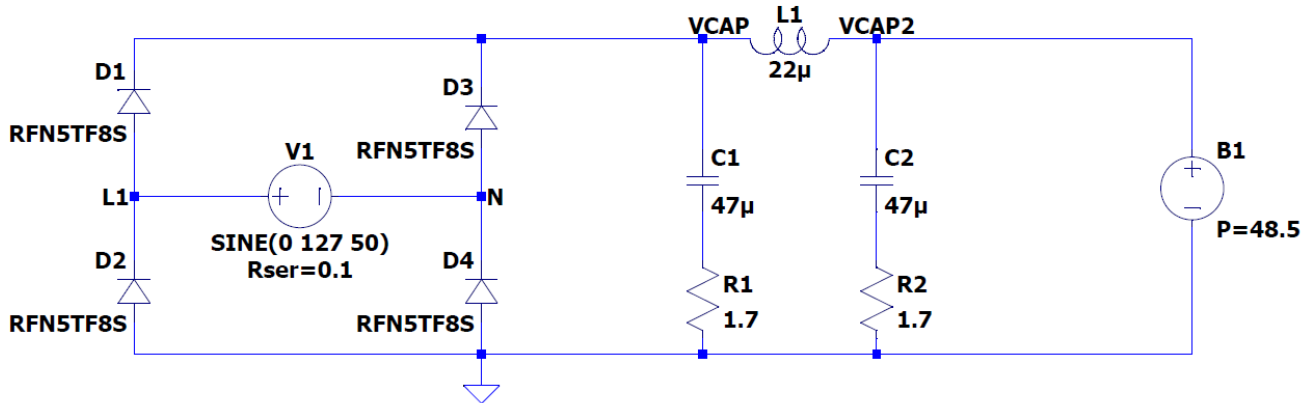 VCAP
L1
VCAP2
22µ
D1
RFN5TF8S
D3
RFN5TF8S
V1
L1
N
SINE(0 127 50)
Rser=0.1
C1
47µ
C2
47µ
B1
P=48.5
D2
RFN5TF8S
D4
RFN5TF8S
R1
1.7
R2
1.7